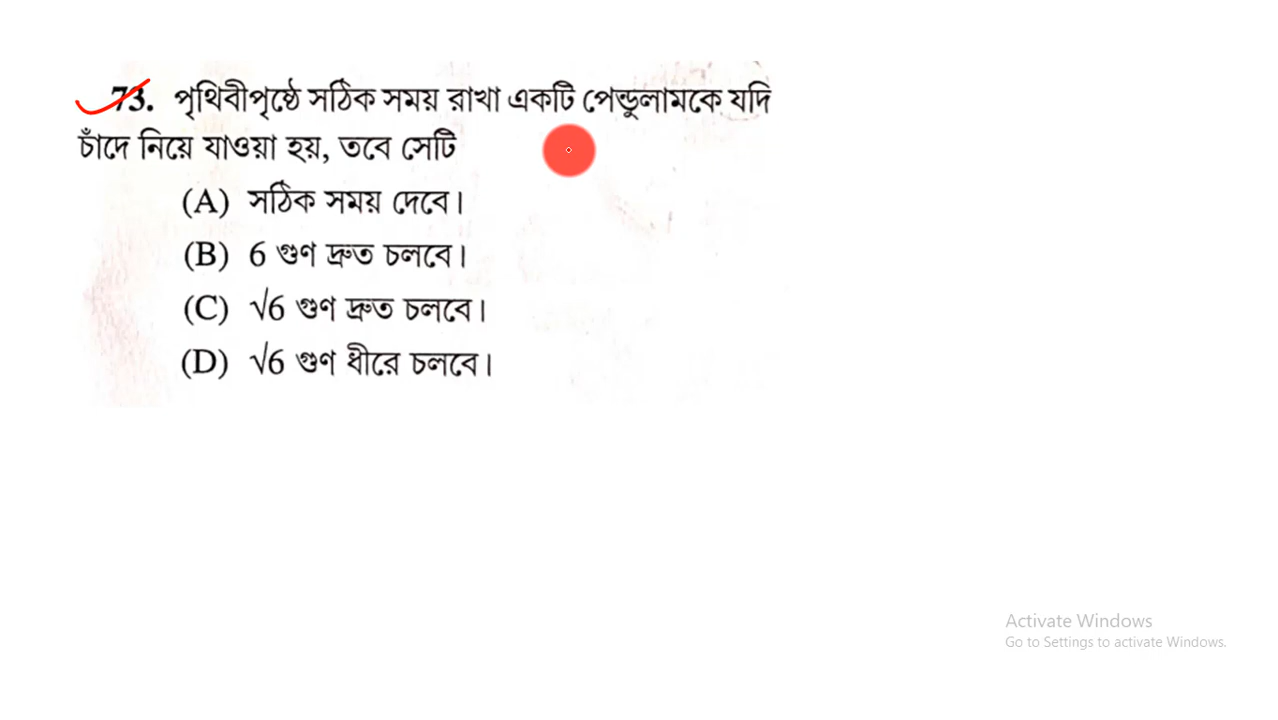 73. পৃথিবীপৃষ্ঠে সঠিক সময় রাখা একটি পেন্ডুলামকে যদি
চাঁদে নিয়ে যাওয়া হয়, তবে সেটি
(A) সঠিক সময় দেবে।
(B) 6 গুণ দ্রুত চলবে।
(C) √6 গুণ দ্রুত চলবে।
(D) √6 গুণ ধীরে চলবে।
Activate Windows
Go to Settings to activate Windows.